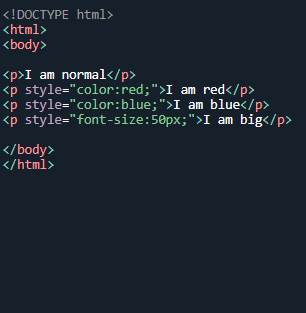 <!DOCTYPE html>
<html>
<body>
<p>I am normal</p>
<p style="color:red;">I am red</p>
<p style="color:blue;">I am blue</p>
<p style="font-size:50px;">I am big</p>
</body>
</html>